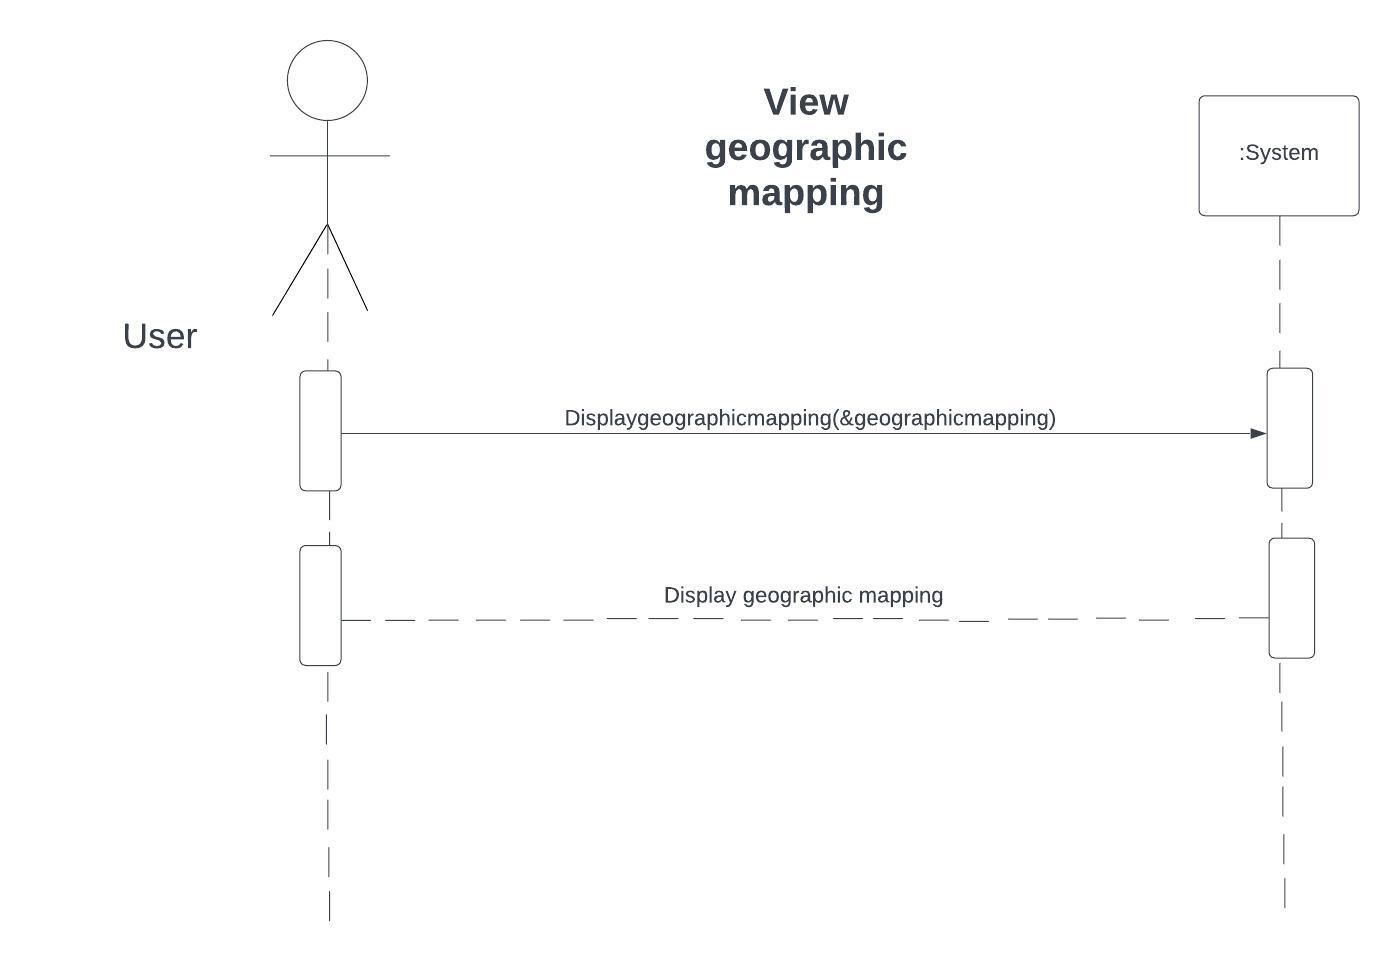 View
geographic
mapping
:System
User
Displaygeographicmapping(&geographicmapping)
Display geographic mapping